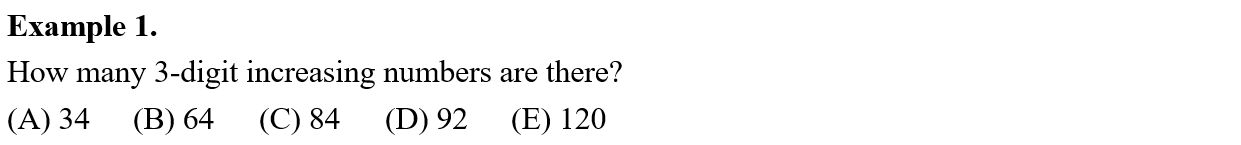 Example 1.
How many 3-digit increasing numbers are there?
(A) 34 (B) 64 (C) 84 (D) 92 (E) 120